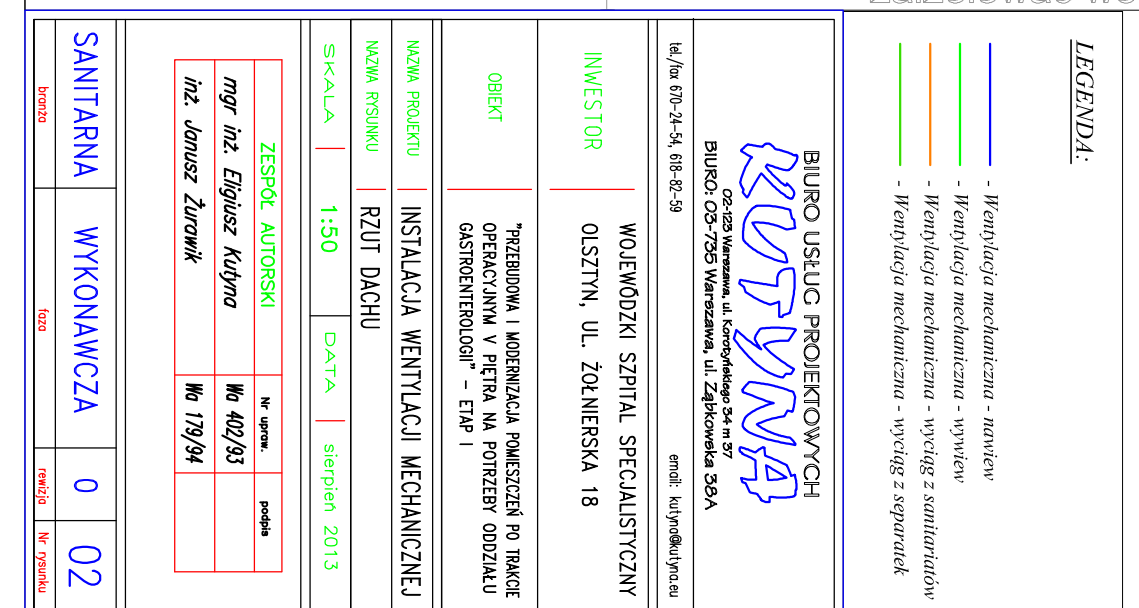 LEGENDA:
- Wentylacja mechaniczna - nawiew
- Wentylacja mechaniczna - wywiew
- Wentylacja mechaniczna - wyciąg z sanitariatów
- Wentylacja mechaniczna - wyciąg z separatek
BIURO USŁUG PROJEKTOWYCH
KUTYNA
02-123 Warszawa, ul. Korotyńskiego 34 m 37
BIURO: 03-735 Warszawa, ul. Ząbkowska 38A
tel/fax 670-24-54, 618-82-59 email: kutyna@kutyna.eu
INWESTOR
WOJEWÓDZKI SZPITAL SPECJALISTYCZNY
OLSZTYN, UL. ŻOŁNIERSKA 18
OBIEKT
"PRZEBUDOWA I MODERNIZACJA POMIESZCZEŃ PO TRAKCIE
OPERACYJNYM V PIĘTRA NA POTRZEBY ODDZIAŁU
GASTROENTEROLOGII" - ETAP I
NAZWA PROJEKTU INSTALACJA WENTYLACJI MECHANICZNEJ
NAZWA RYSUNKU RZUT DACHU
SKALA 1:50 DATA sierpień 2013
ZESPÓŁ AUTORSKI Nr upraw. podpis
mgr inż. Eligiusz Kutyna Wa 402/93
inż. Janusz Żurawik Wa 179/94
SANITARNA WYKONAWCZA 0 02
branża faza rewizja Nr rysunku